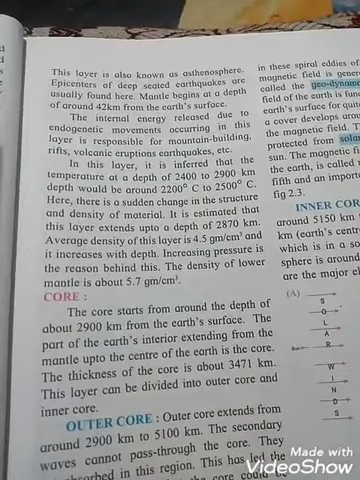 This layer is also known as asthenosphere.
Epicenters of deep seated earthquakes are
usually found here. Mantle begins at a depth
of around 42km from the earth's surface.
The internal energy released due to
endogenetic movements occurring in this
layer is responsible for mountain-building,
rifts, volcanic eruptions earthquakes, etc.
In this layer, it is inferred that the
temperature at a depth of 2400 to 2900 km
depth would be around 2200° C to 2500° C.
Here, there is a sudden change in the structure
and density of material. It is estimated that
this layer extends upto a depth of 2870 km.
Average density of this layer is 4.5 gm/cm³ and
it increases with depth. Increasing pressure is
the reason behind this. The density of lower
mantle is about 5.7 gm/cm³.
CORE :
The core starts from around the depth of
about 2900 km from the earth's surface. The
part of the earth's interior extending from the
mantle upto the centre of the earth is the core.
The thickness of the core is about 3471 km.
This layer can be divided into outer core and
inner core.
OUTER CORE : Outer core extends from
around 2900 km to 5100 km. The secondary
waves cannot pass-through the core. They
in this region. This has led the
the core could be
in these spiral eddies of
magnetic field is gener
called the geo-dynam
field of the earth is func
earth's surface for quit
a cover develops arou
the magnetic field. T
protected from solar
sun. The magnetic fi
the earth, is called
fifth and an importa
fig 2.3.
INNER COR
around 5150 km
km (earth's centr
which is in a so
sphere is around
are the major el
(A)
S
O
L
A
R
W
I
N
D
S
Made with
VideoShow